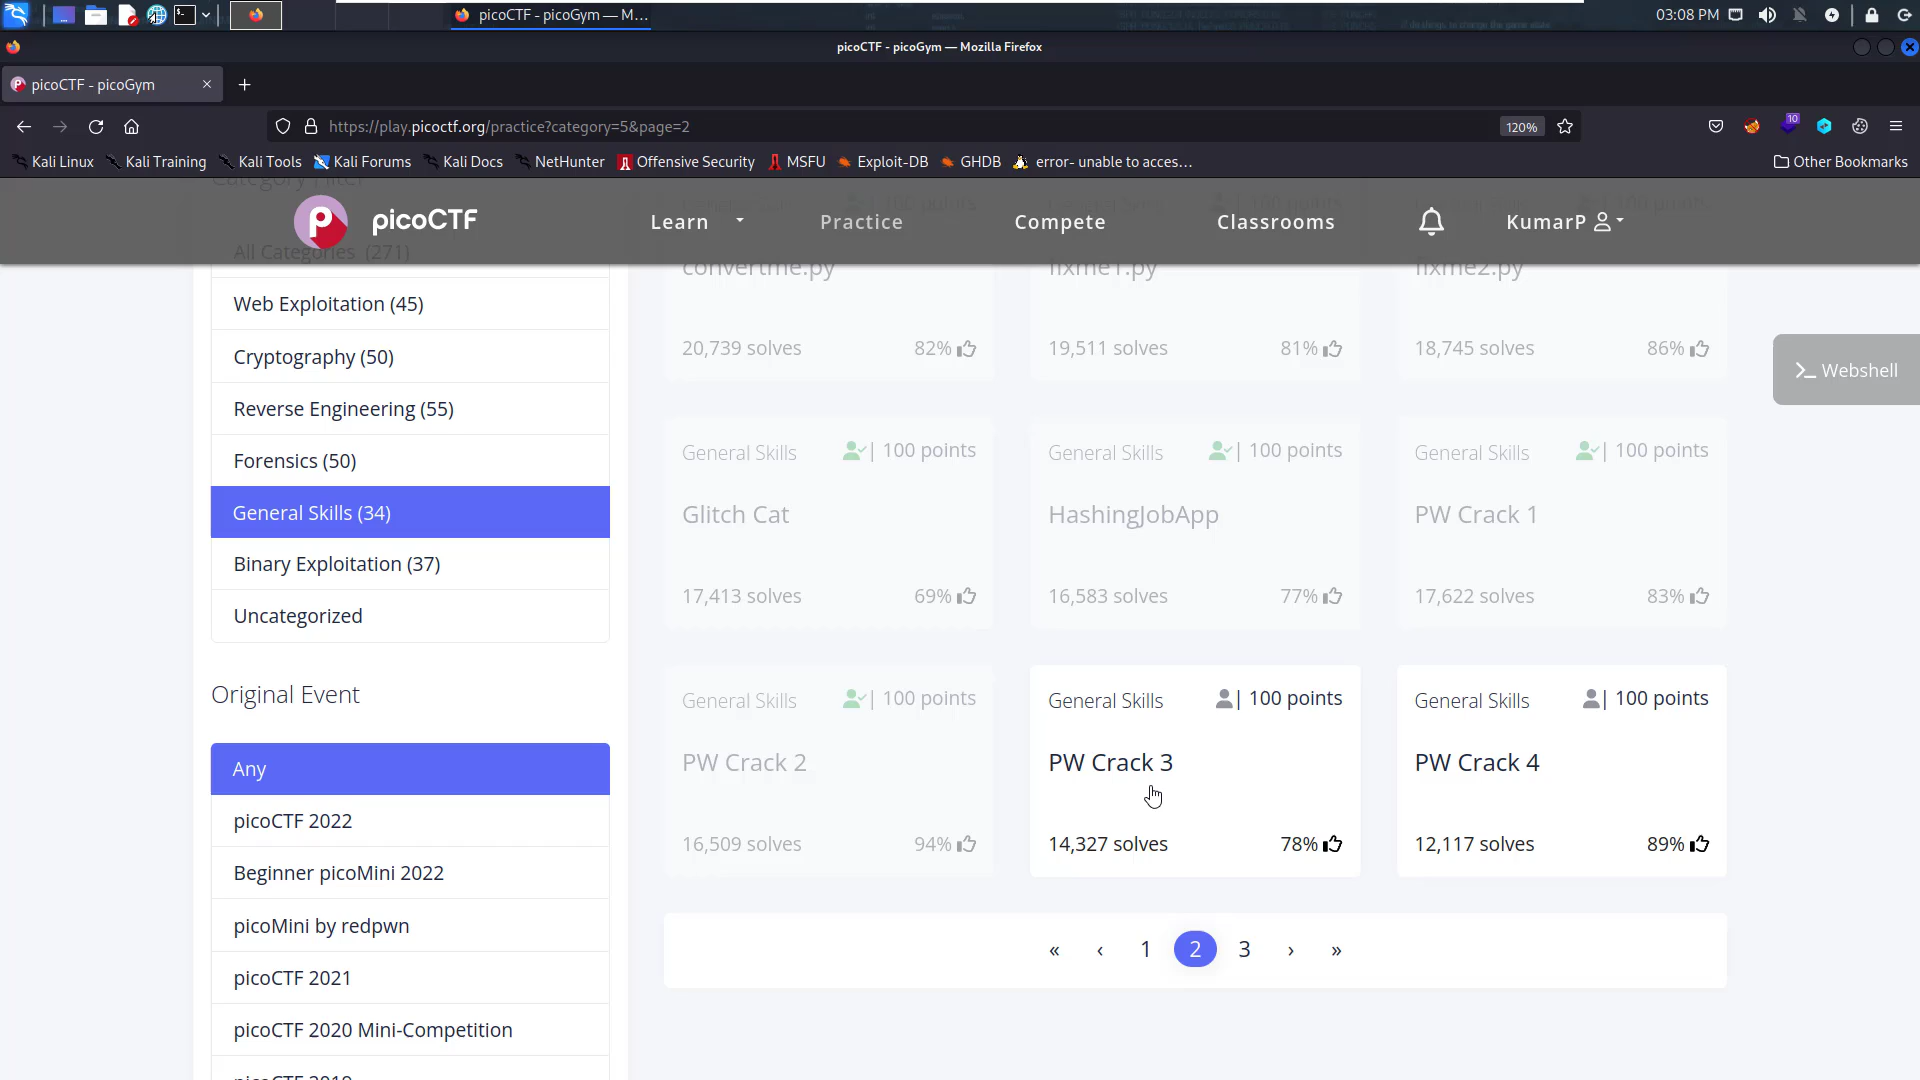 picoCTF - picoGym — M...
03:08 PM
picoCTF - picoGym — Mozilla Firefox
picoCTF - picoGym
https://play.picoctf.org/practice?category=5&page=2
120%
10
Kali Linux
Kali Training
Kali Tools
Kali Forums
Kali Docs
NetHunter
Offensive Security
MSFU
Exploit-DB
GHDB
error- unable to acces...
Other Bookmarks
Category Filter
picoCTF
Learn
Practice
Compete
Classrooms
KumarP
All Categories (271)
Web Exploitation (45)
Cryptography (50)
Reverse Engineering (55)
Forensics (50)
General Skills (34)
Binary Exploitation (37)
Uncategorized
Original Event
Any
picoCTF 2022
Beginner picoMini 2022
picoMini by redpwn
picoCTF 2021
picoCTF 2020 Mini-Competition
picoCTF 2019
convertme.py
20,739 solves
82%
fixme1.py
19,511 solves
81%
fixme2.py
18,745 solves
86%
General Skills
| 100 points
Glitch Cat
17,413 solves
69%
General Skills
| 100 points
HashingJobApp
16,583 solves
77%
General Skills
| 100 points
PW Crack 1
17,622 solves
83%
General Skills
| 100 points
PW Crack 2
16,509 solves
94%
General Skills
| 100 points
PW Crack 3
14,327 solves
78%
General Skills
| 100 points
PW Crack 4
12,117 solves
89%
« ‹ 1 2 3 › »
Webshell